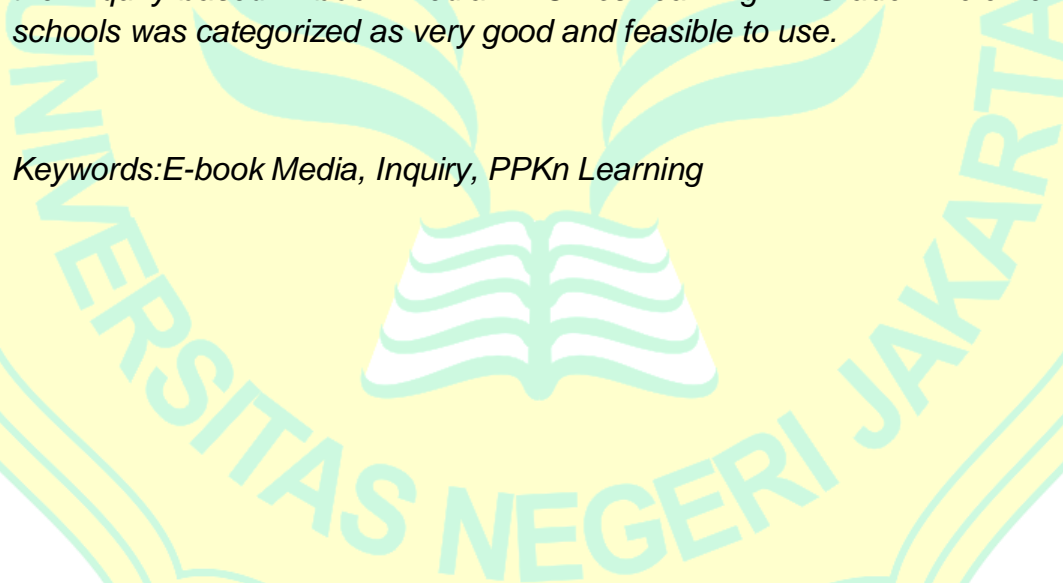 schools was categorized as very good and feasible to use.
Keywords:E-book Media, Inquiry, PPKn Learning
UNIVERSITAS NEGERI JAKARTA